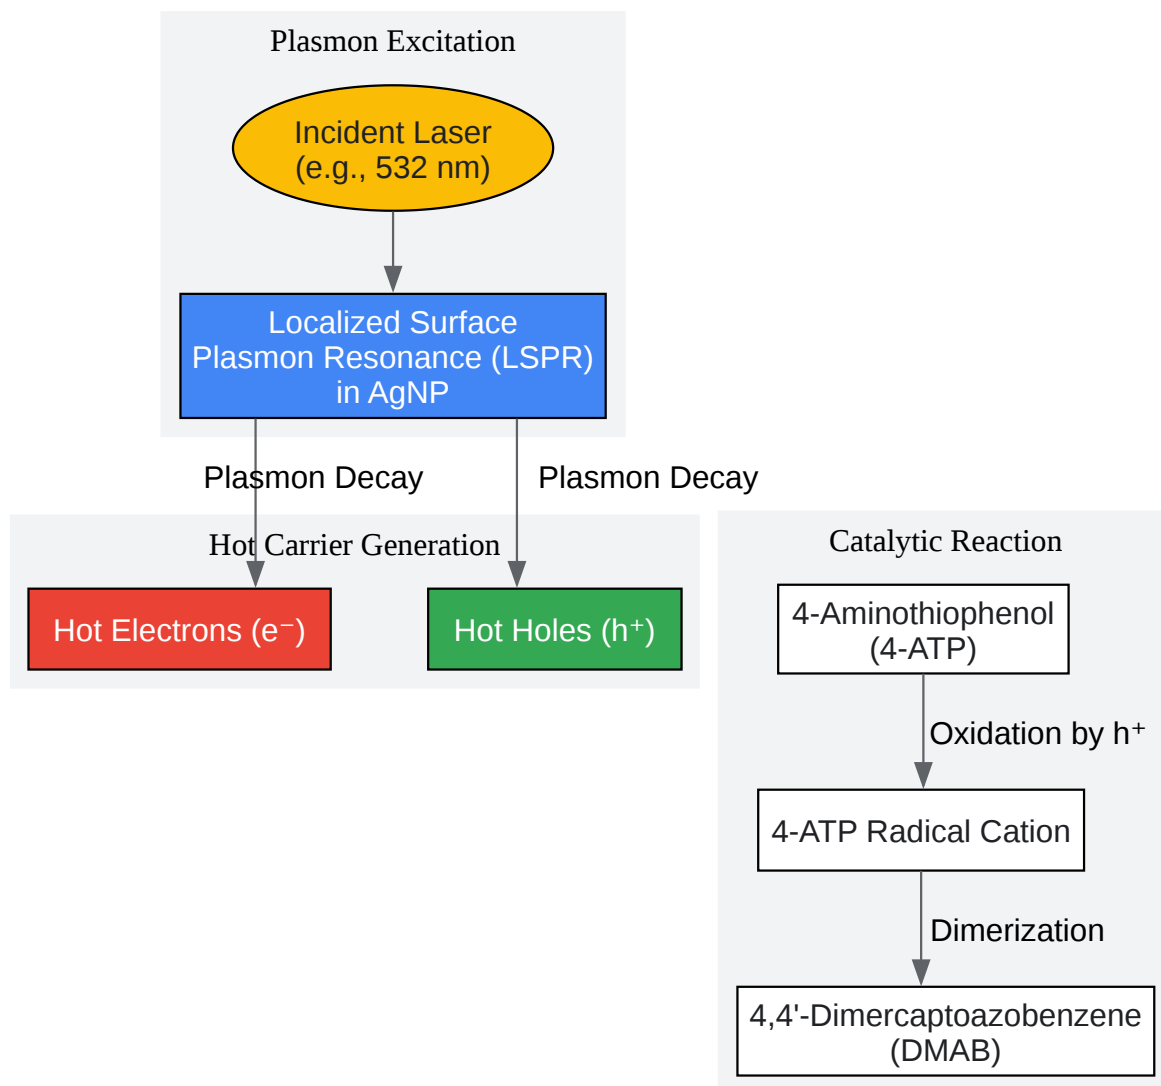 Plasmon Excitation
Incident Laser
(e.g., 532 nm)
Localized Surface
Plasmon Resonance (LSPR)
in AgNP
Plasmon Decay
Plasmon Decay
Hot Carrier Generation
Hot Electrons (e⁻)
Hot Holes (h⁺)
Catalytic Reaction
4-Aminothiophenol
(4-ATP)
Oxidation by h⁺
4-ATP Radical Cation
Dimerization
4,4'-Dimercaptoazobenzene
(DMAB)